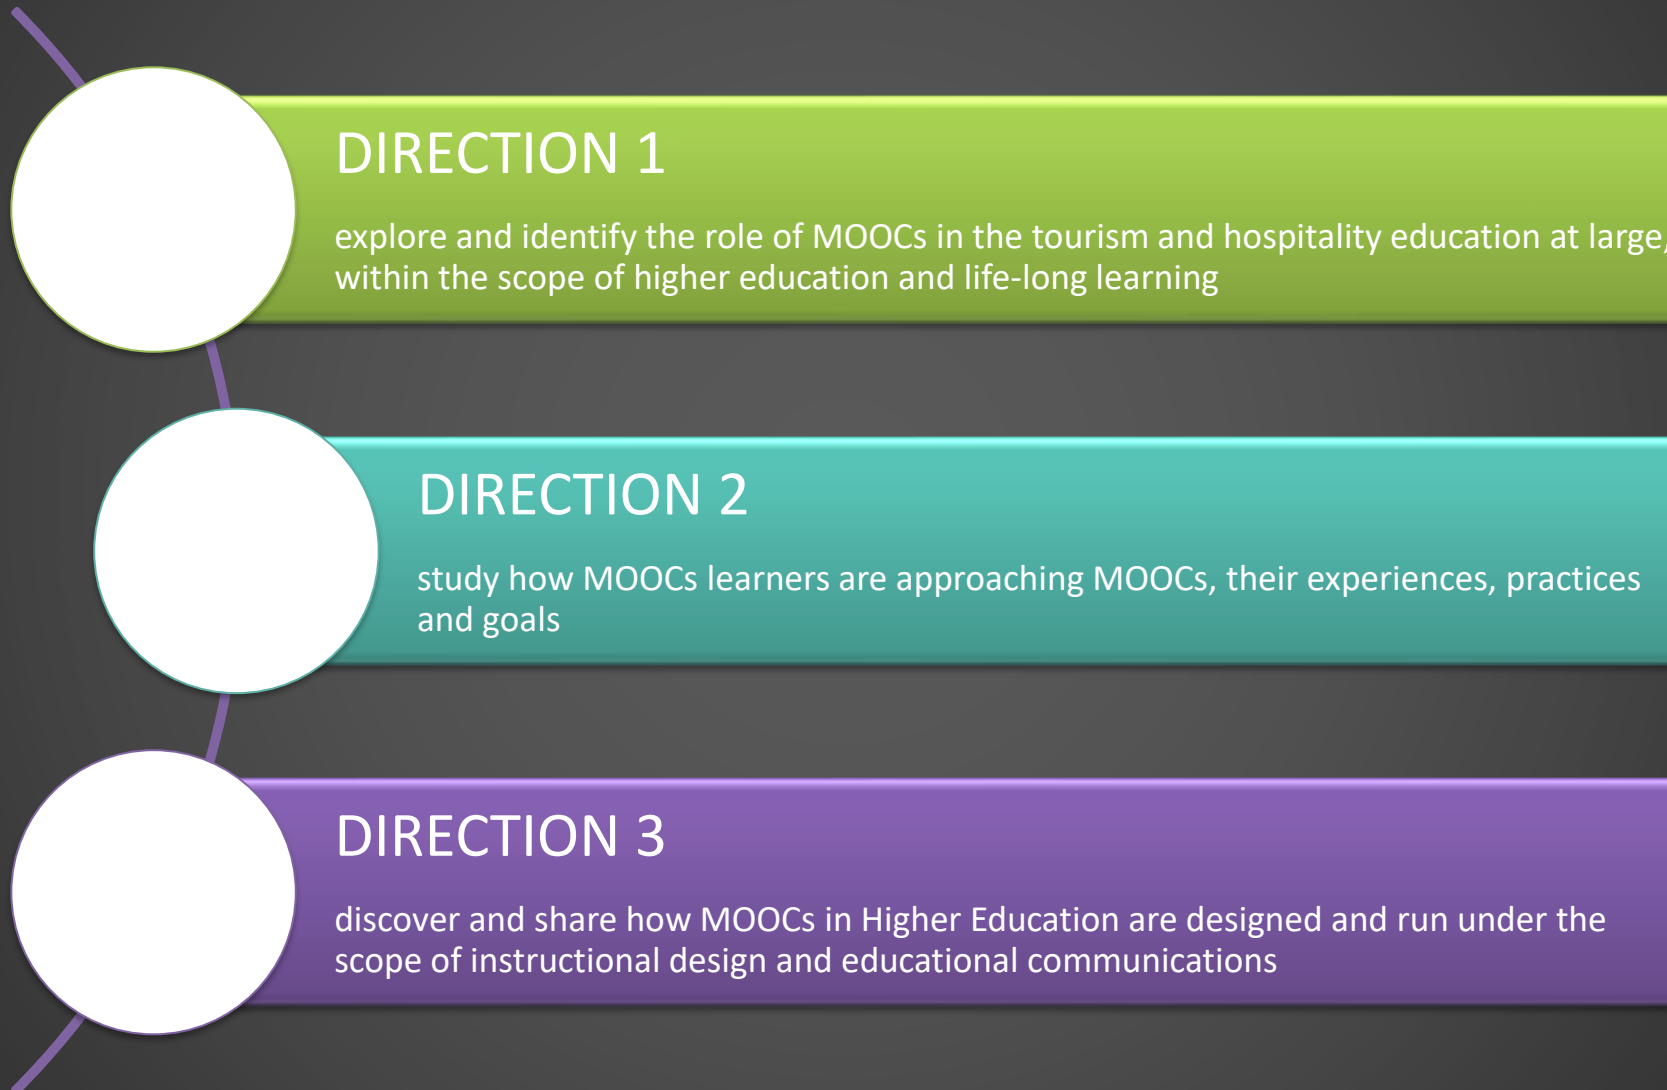 DIRECTION 1
explore and identify the role of MOOCs in the tourism and hospitality education at large,
within the scope of higher education and life-long learning
DIRECTION 2
study how MOOCs learners are approaching MOOCs, their experiences, practices
and goals
DIRECTION 3
discover and share how MOOCs in Higher Education are designed and run under the
scope of instructional design and educational communications